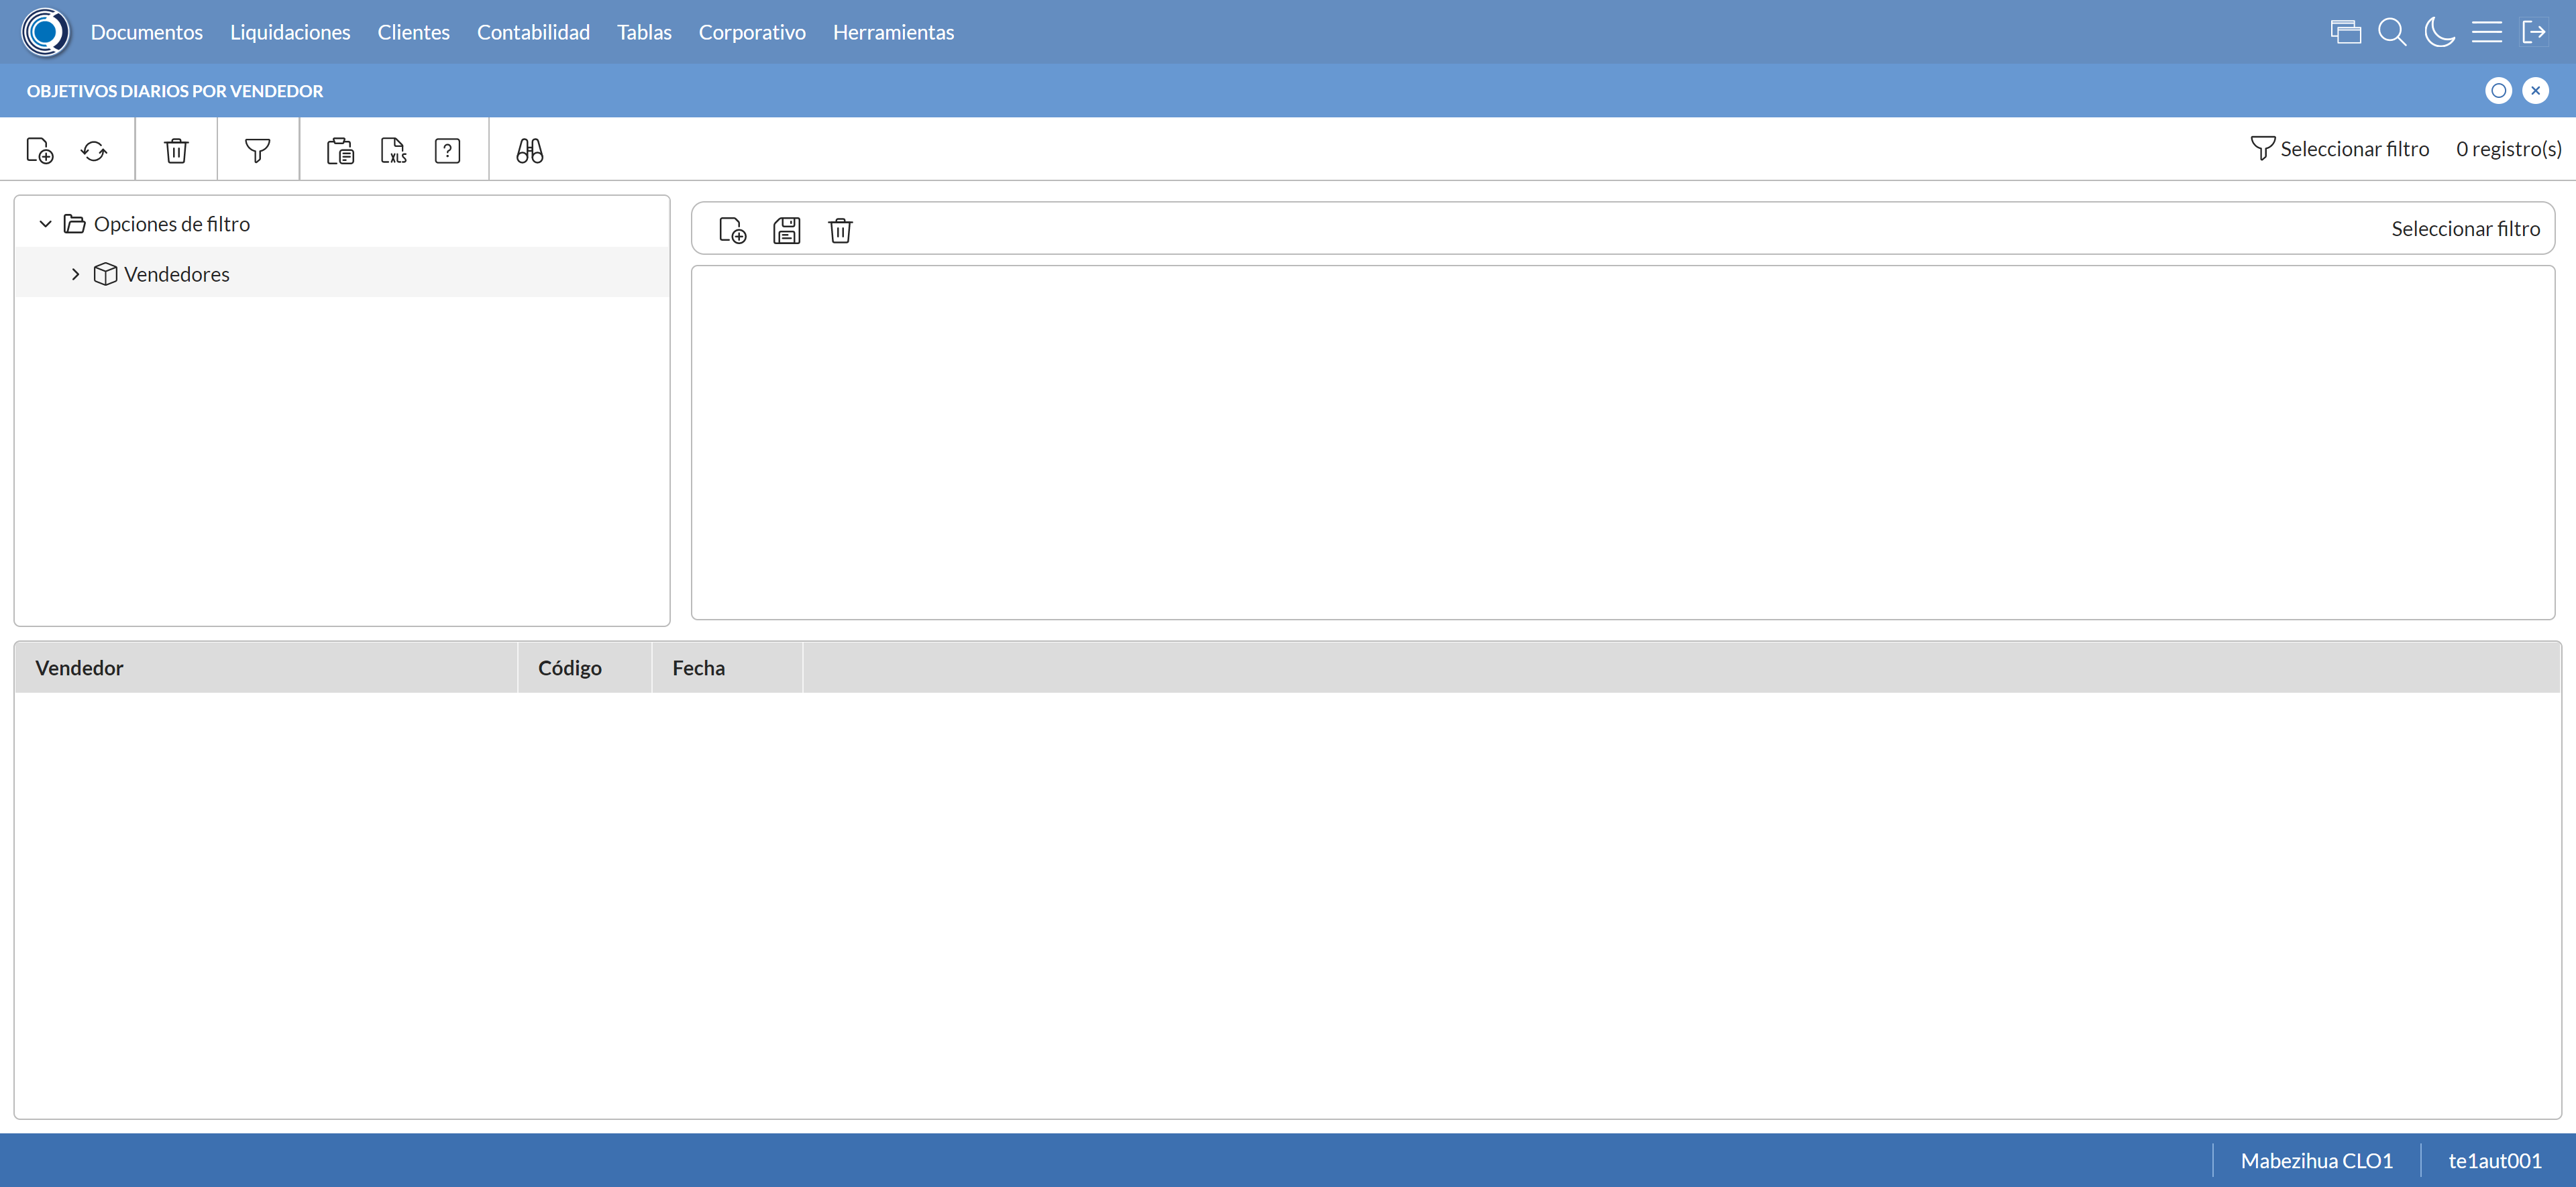 Documentos Liquidaciones Clientes Contabilidad Tablas Corporativo Herramientas
OBJETIVOS DIARIOS POR VENDEDOR
XLS ? Seleccionar filtro 0 registro(s)
Opciones de filtro
Seleccionar filtro
Vendedores
Vendedor Código Fecha
Mabezihua CLO1 te1aut001